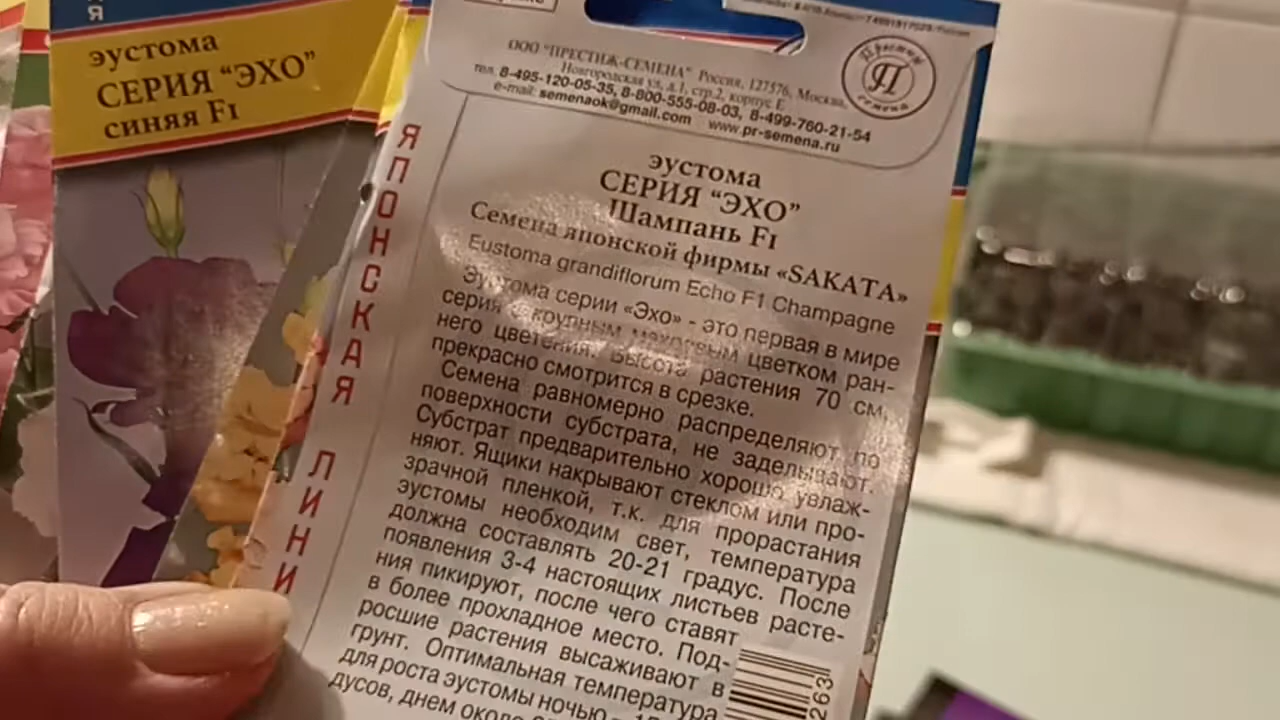 эустома
СЕРИЯ "ЭХО"
синяя F1
ООО "ПРЕСТИЖ-СЕМЕНА" Россия, 127576, Москва,
Новгородская ул, д.1, стр.2, корпус Е
тел. 8-495-120-05-35, 8-800-555-08-03, 8-499-760-21-54
e-mail: semenaok@gmail.com www.pr-semena.ru
П
ЯПОНСКАЯ ЛИНИ
эустома
СЕРИЯ "ЭХО"
Шампань F1
Семена японской фирмы «SAKATA»
Eustoma grandiflorum Echo F1 Champagne
Эустома серии «Эхо» - это первая в мире
серия с крупным махровым цветком ран-
него цветения. Высота растения 70 см,
прекрасно смотрится в срезке.
Семена равномерно распределяют по
поверхности субстрата, не заделывают.
Субстрат предварительно хорошо увлаж-
няют. Ящики накрывают стеклом или про-
зрачной пленкой, т.к. для прорастания
эустомы необходим свет, температура
должна составлять 20-21 градус. После
появления 3-4 настоящих листьев расте-
ния пикируют, после чего ставят
в более прохладное место. Под-
росшие растения высаживают в
грунт. Оптимальная температура
для роста эустомы ночью
дусов, днем около
263